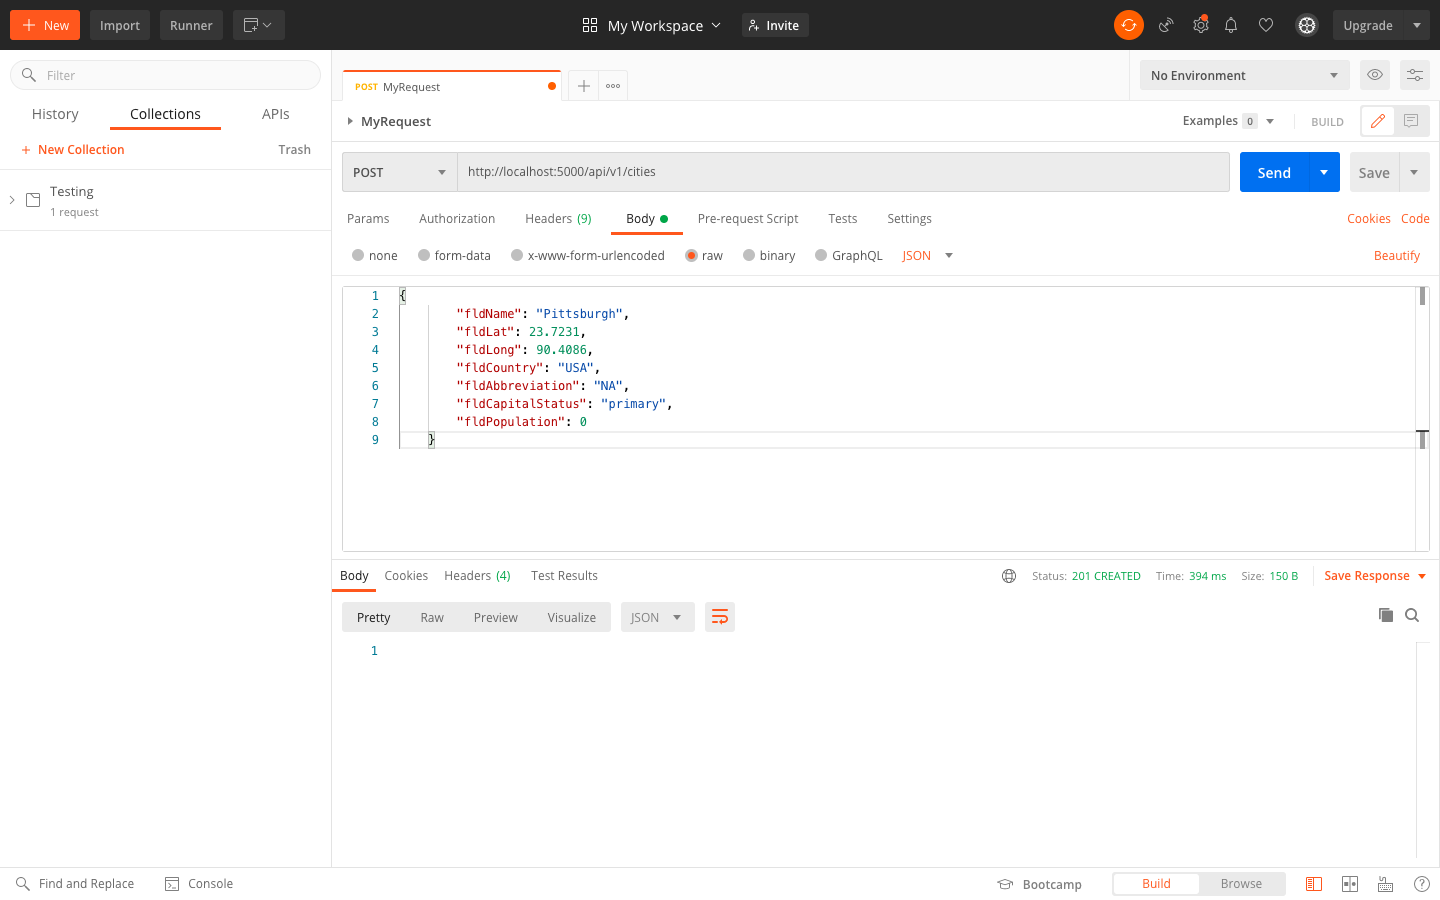 New
Import
Runner
My Workspace
Invite
Upgrade
Filter
History
Collections
APIs
+ New Collection
Trash
Testing
1 request
POST MyRequest
No Environment
MyRequest
Examples 0
BUILD
POST
http://localhost:5000/api/v1/cities
Send
Save
Params
Authorization
Headers (9)
Body
Pre-request Script
Tests
Settings
Cookies
Code
none
form-data
x-www-form-urlencoded
raw
binary
GraphQL
JSON
Beautify
1 {
2 "fldName": "Pittsburgh",
3 "fldLat": 23.7231,
4 "fldLong": 90.4086,
5 "fldCountry": "USA",
6 "fldAbbreviation": "NA",
7 "fldCapitalStatus": "primary",
8 "fldPopulation": 0
9 }
Body
Cookies
Headers (4)
Test Results
Status: 201 CREATED
Time: 394 ms
Size: 150 B
Save Response
Pretty
Raw
Preview
Visualize
JSON
1
Find and Replace
Console
Bootcamp
Build
Browse